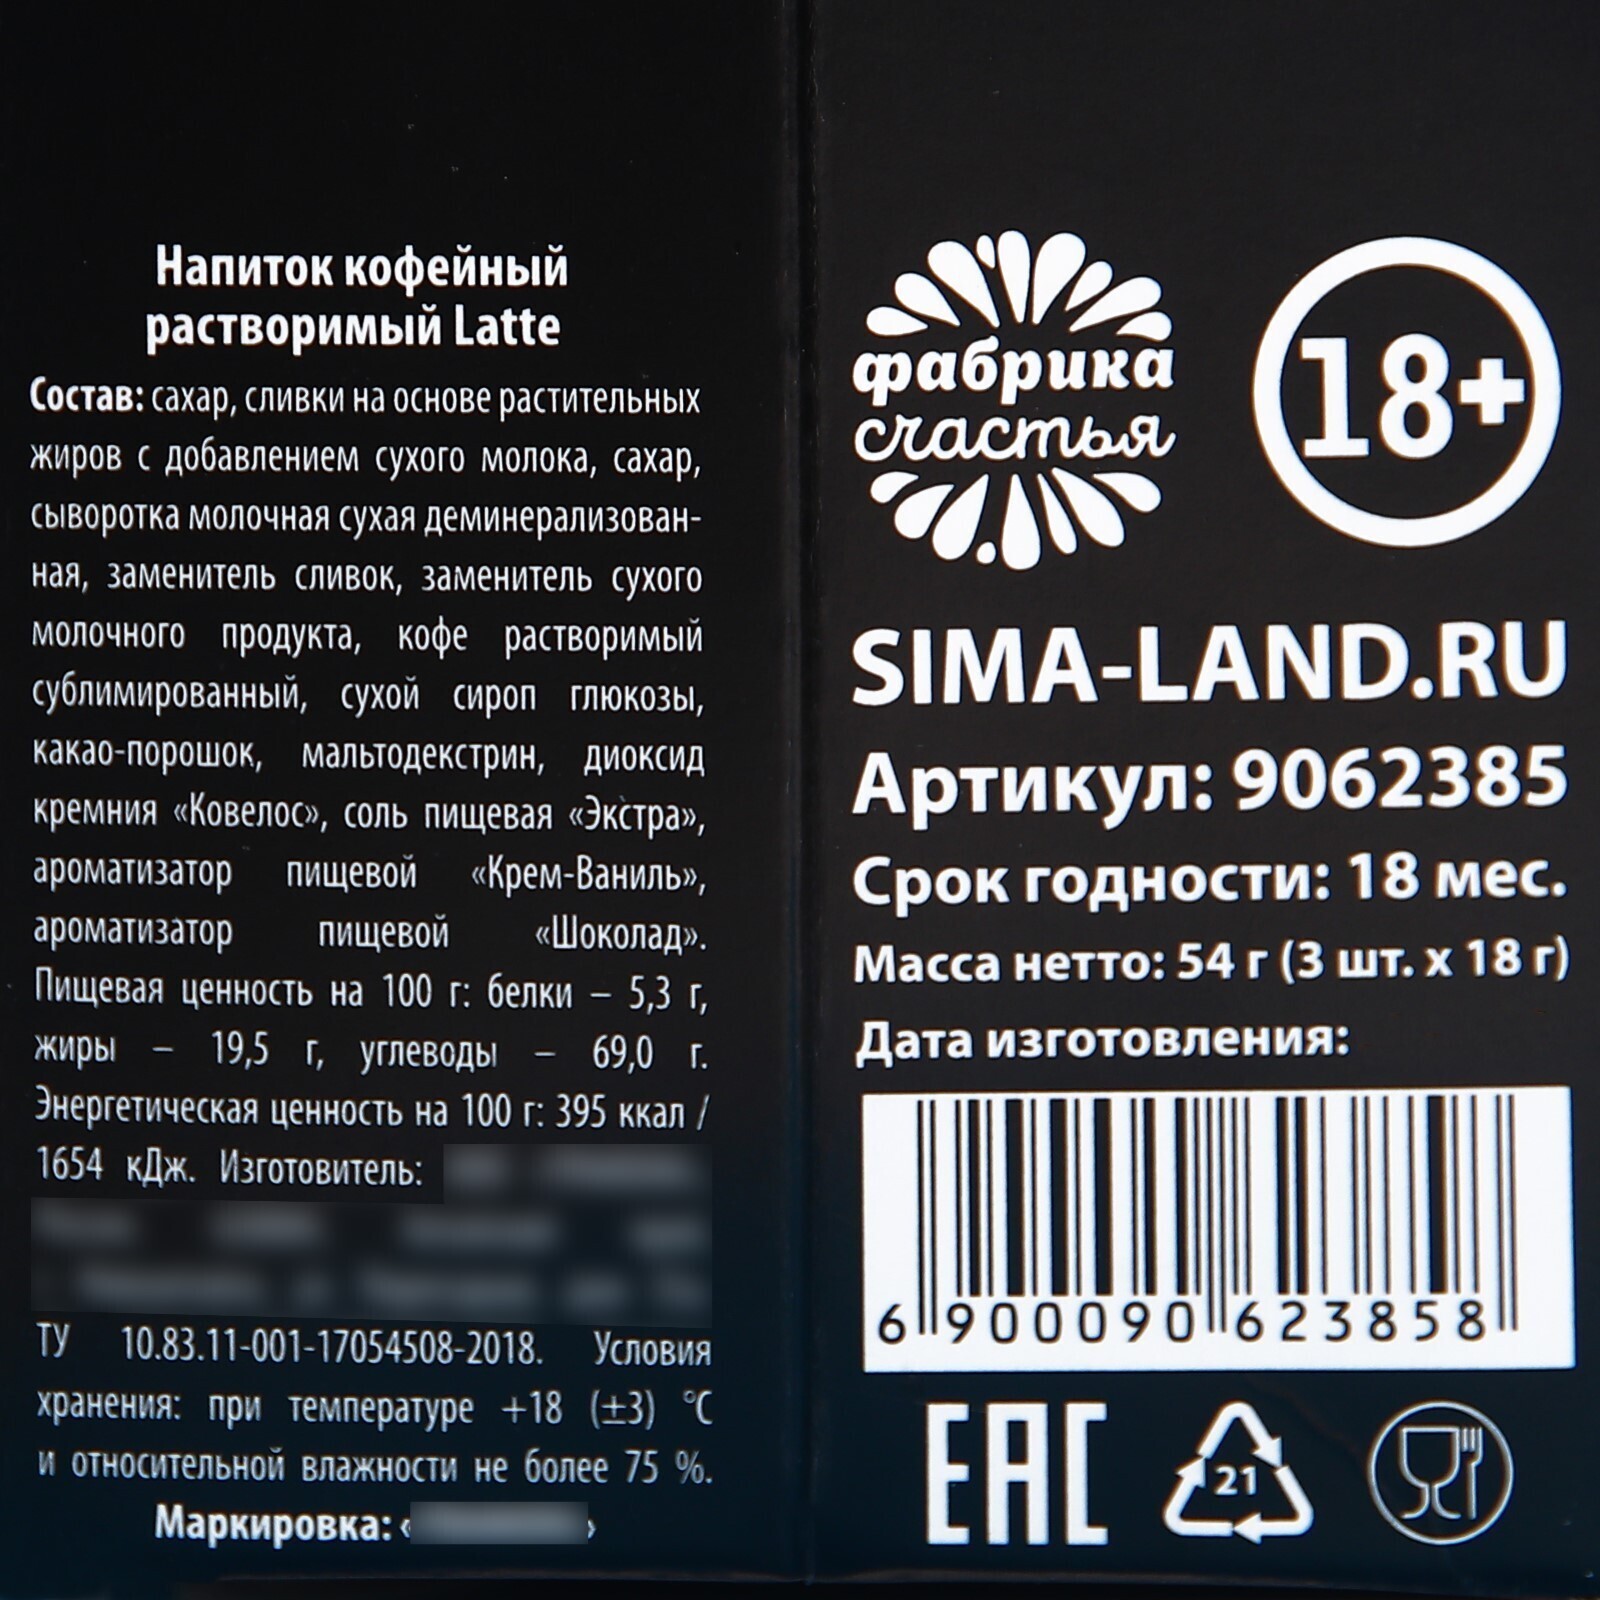 Напиток кофейный
растворимый Latte
Состав: сахар, сливки на основе растительных
жиров с добавлением сухого молока, сахар,
сыворотка молочная сухая деминерализован-
ная, заменитель сливок, заменитель сухого
молочного продукта, кофе растворимый
сублимированный, сухой сироп глюкозы,
какао-порошок, мальтодекстрин, диоксид
кремния «Ковелос», соль пищевая «Экстра»,
ароматизатор пищевой «Крем-Ваниль»,
ароматизатор пищевой «Шоколад».
Пищевая ценность на 100 г: белки – 5,3 г,
жиры – 19,5 г, углеводы – 69,0 г.
Энергетическая ценность на 100 г: 395 ккал /
1654 кДж. Изготовитель:
ТУ 10.83.11-001-17054508-2018. Условия
хранения: при температуре +18 (±3) °С
и относительной влажности не более 75 %.
Маркировка: « »
фабрика
счастья
18+
SIMA-LAND.RU
Артикул: 9062385
Срок годности: 18 мес.
Масса нетто: 54 г (3 шт. х 18 г)
Дата изготовления:
6 900090 623858
ЕАС
21